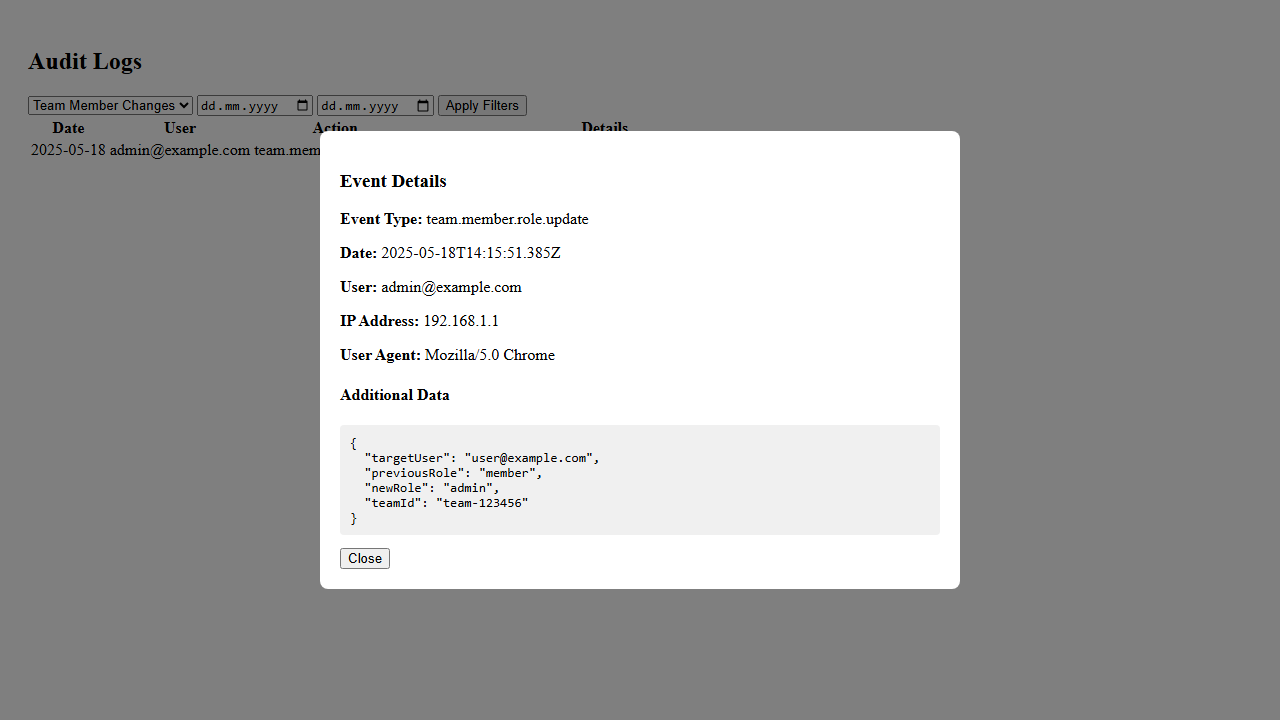 Audit Logs
Team Member Changes dd.mm.yyyy dd.mm.yyyy Apply Filters
Date User Action Details
2025-05-18 admin@example.com
Event Details
Event Type: team.member.role.update
Date: 2025-05-18T14:15:51.385Z
User: admin@example.com
IP Address: 192.168.1.1
User Agent: Mozilla/5.0 Chrome
Additional Data
{
  "targetUser": "user@example.com",
  "previousRole": "member",
  "newRole": "admin",
  "teamId": "team-123456"
}
Close